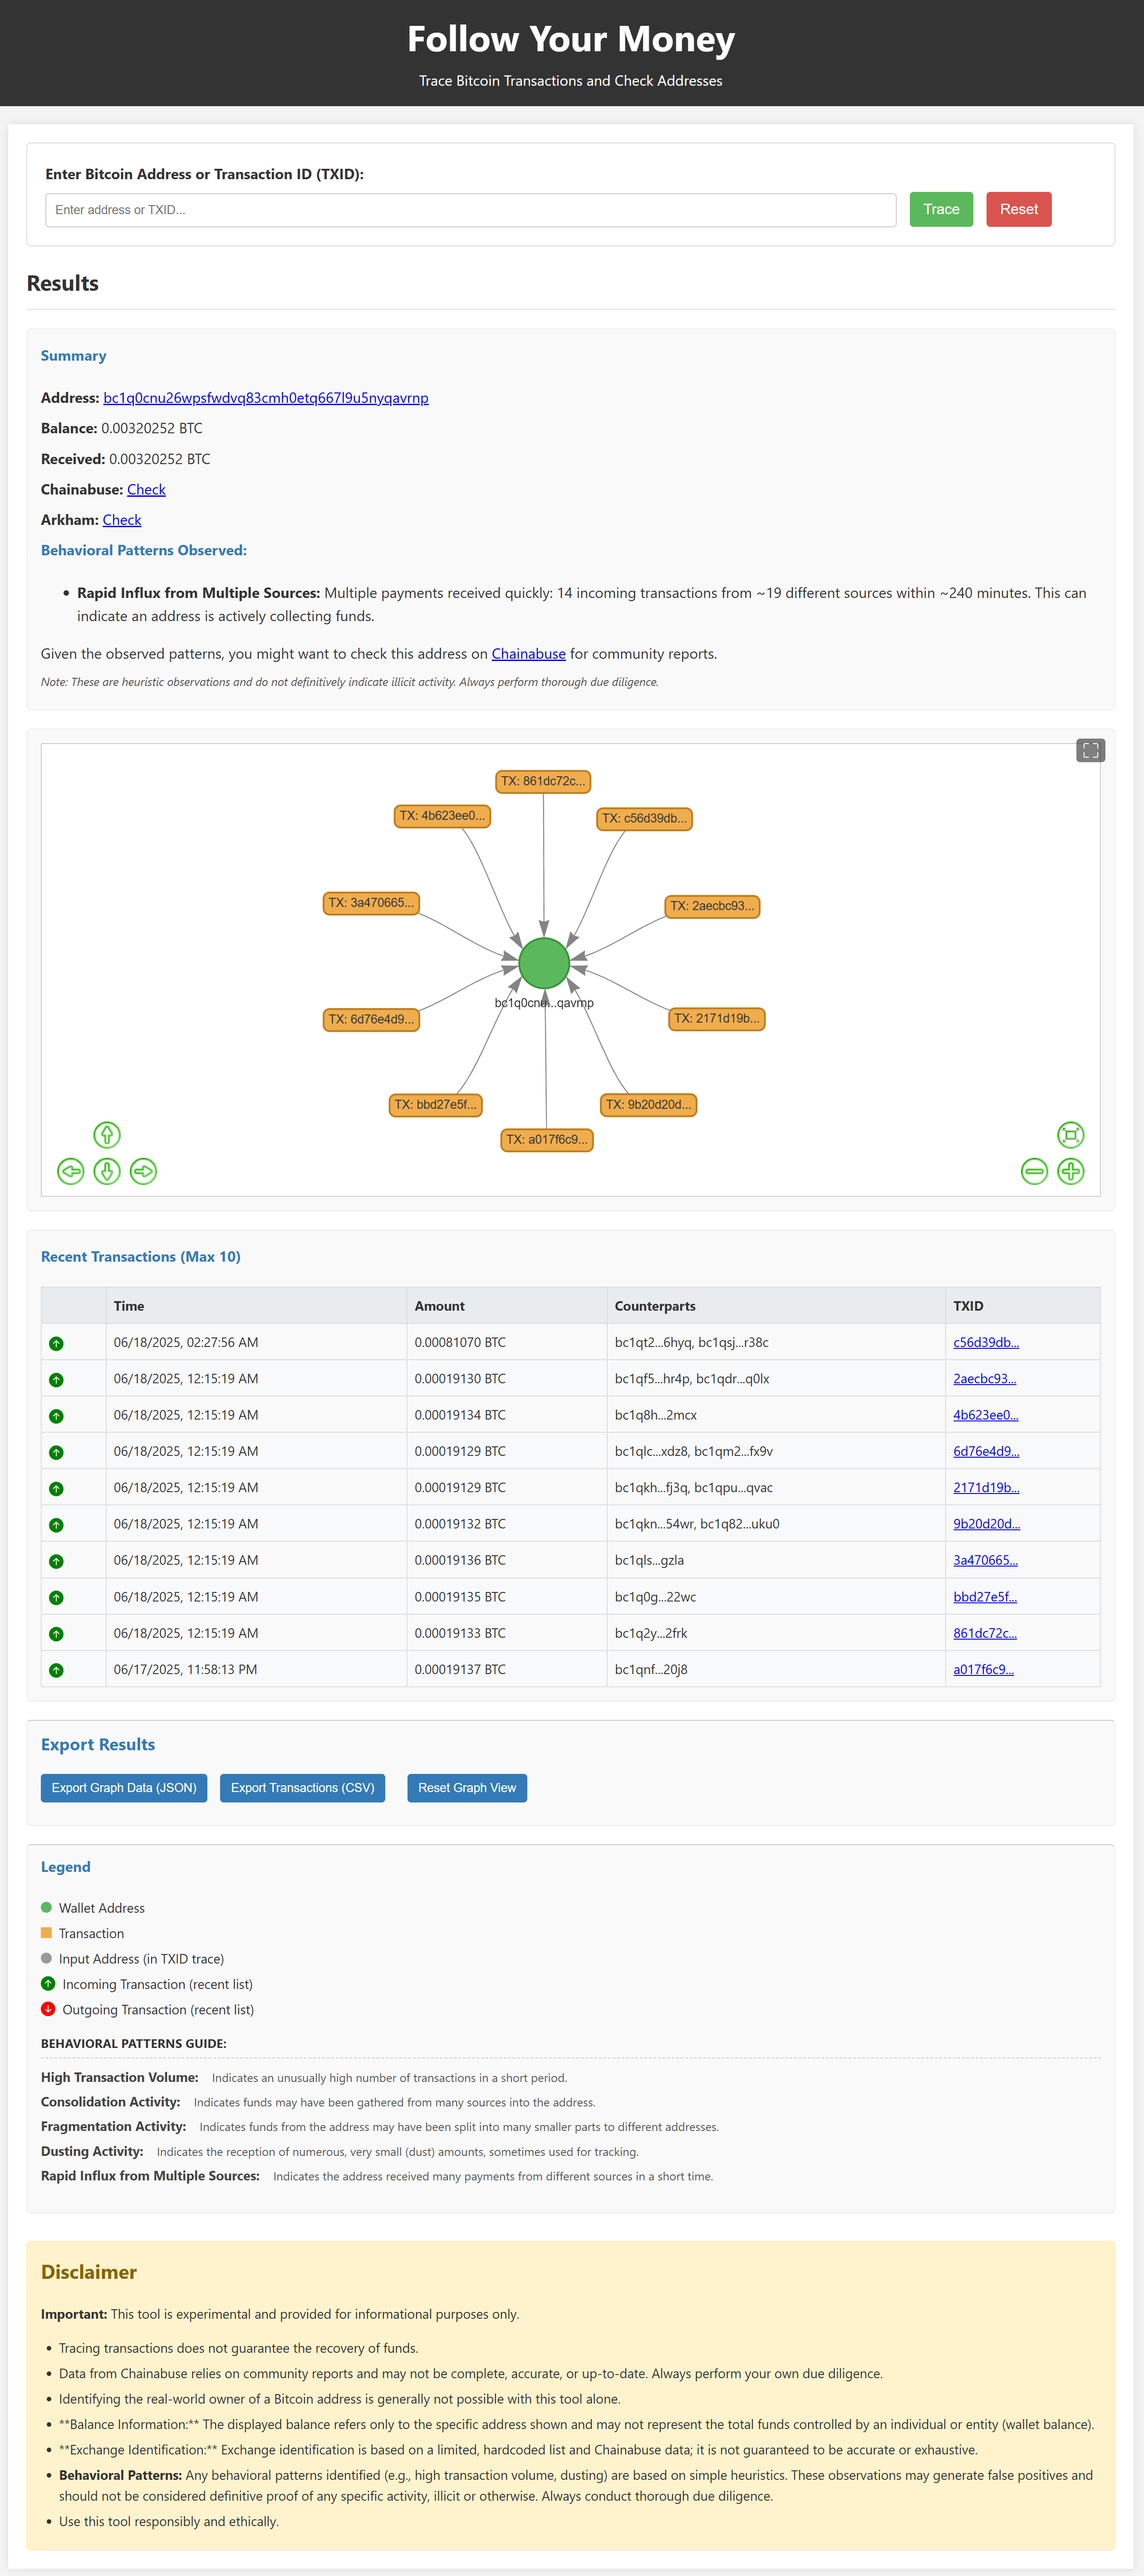 Follow Your Money
Trace Bitcoin Transactions and Check Addresses
Enter Bitcoin Address or Transaction ID (TXID):
Enter address or TXID...
Trace
Reset
Results
Summary
Address: bc1q0cnu26wpsfwdvq83cmh0etq667l9u5nyqavrnp
Balance: 0.00320252 BTC
Received: 0.00320252 BTC
Chainabuse: Check
Arkham: Check
Behavioral Patterns Observed:
• Rapid Influx from Multiple Sources: Multiple payments received quickly: 14 incoming transactions from ~19 different sources within ~240 minutes. This can
indicate an address is actively collecting funds.
Given the observed patterns, you might want to check this address on Chainabuse for community reports.
Note: These are heuristic observations and do not definitively indicate illicit activity. Always perform thorough due diligence.
TX: 861dc72c...
TX: 4b623ee0...
TX: c56d39db...
TX: 3a470665...
TX: 2aecbc93...
bc1q0cnu...qavrnp
TX: 6d76e4d9...
TX: 2171d19b...
TX: bbd27e5f...
TX: 9b20d20d...
TX: a017f6c9...
Recent Transactions (Max 10)
Time Amount Counterparts TXID
06/18/2025, 02:27:56 AM 0.00081070 BTC bc1qt2...6hyq, bc1qsj...r38c c56d39db...
06/18/2025, 12:15:19 AM 0.00019130 BTC bc1qf5...hr4p, bc1qdr...q0lx 2aecbc93...
06/18/2025, 12:15:19 AM 0.00019134 BTC bc1q8h...2mcx 4b623ee0...
06/18/2025, 12:15:19 AM 0.00019129 BTC bc1qlc...xdz8, bc1qm2...fx9v 6d76e4d9...
06/18/2025, 12:15:19 AM 0.00019129 BTC bc1qkh...fj3q, bc1qpu...qvac 2171d19b...
06/18/2025, 12:15:19 AM 0.00019132 BTC bc1qkn...54wr, bc1q82...uku0 9b20d20d...
06/18/2025, 12:15:19 AM 0.00019136 BTC bc1qls...gzla 3a470665...
06/18/2025, 12:15:19 AM 0.00019135 BTC bc1q0g...22wc bbd27e5f...
06/18/2025, 12:15:19 AM 0.00019133 BTC bc1q2y...2frk 861dc72c...
06/17/2025, 11:58:13 PM 0.00019137 BTC bc1qnf...20j8 a017f6c9...
Export Results
Export Graph Data (JSON)
Export Transactions (CSV)
Reset Graph View
Legend
Wallet Address
Transaction
Input Address (in TXID trace)
Incoming Transaction (recent list)
Outgoing Transaction (recent list)
BEHAVIORAL PATTERNS GUIDE:
High Transaction Volume: Indicates an unusually high number of transactions in a short period.
Consolidation Activity: Indicates funds may have been gathered from many sources into the address.
Fragmentation Activity: Indicates funds from the address may have been split into many smaller parts to different addresses.
Dusting Activity: Indicates the reception of numerous, very small (dust) amounts, sometimes used for tracking.
Rapid Influx from Multiple Sources: Indicates the address received many payments from different sources in a short time.
Disclaimer
Important: This tool is experimental and provided for informational purposes only.
• Tracing transactions does not guarantee the recovery of funds.
• Data from Chainabuse relies on community reports and may not be complete, accurate, or up-to-date. Always perform your own due diligence.
• Identifying the real-world owner of a Bitcoin address is generally not possible with this tool alone.
• **Balance Information:** The displayed balance refers only to the specific address shown and may not represent the total funds controlled by an individual or entity (wallet balance).
• **Exchange Identification:** Exchange identification is based on a limited, hardcoded list and Chainabuse data; it is not guaranteed to be accurate or exhaustive.
• Behavioral Patterns: Any behavioral patterns identified (e.g., high transaction volume, dusting) are based on simple heuristics. These observations may generate false positives and
should not be considered definitive proof of any specific activity, illicit or otherwise. Always conduct thorough due diligence.
• Use this tool responsibly and ethically.